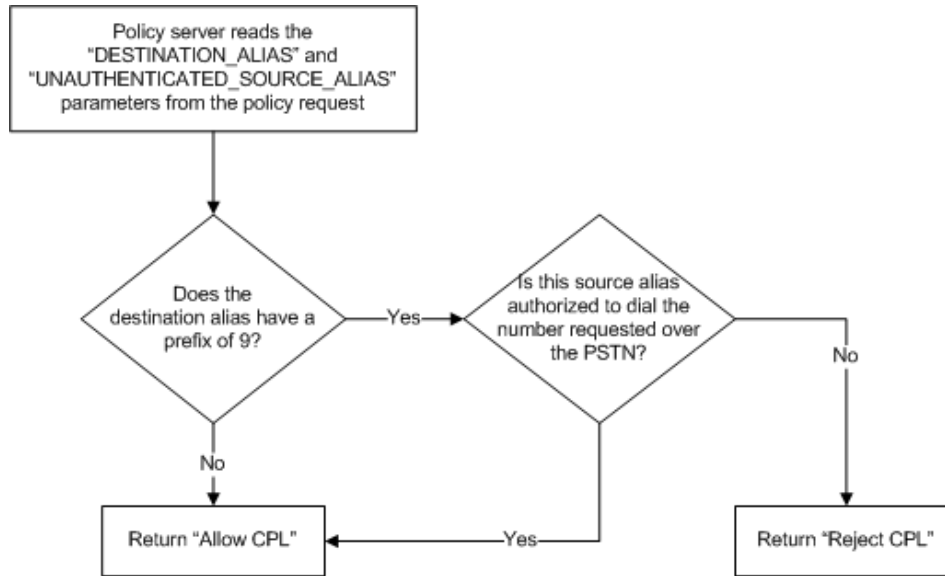 Policy server reads the
“DESTINATION_ALIAS” and
“UNAUTHENTICATED_SOURCE_ALIAS”
parameters from the policy request
Does the
destination alias have a
prefix of 9?
Yes
Is this source alias
authorized to dial the
number requested over
the PSTN?
No
No
Yes
Return “Allow CPL”
Return “Reject CPL”